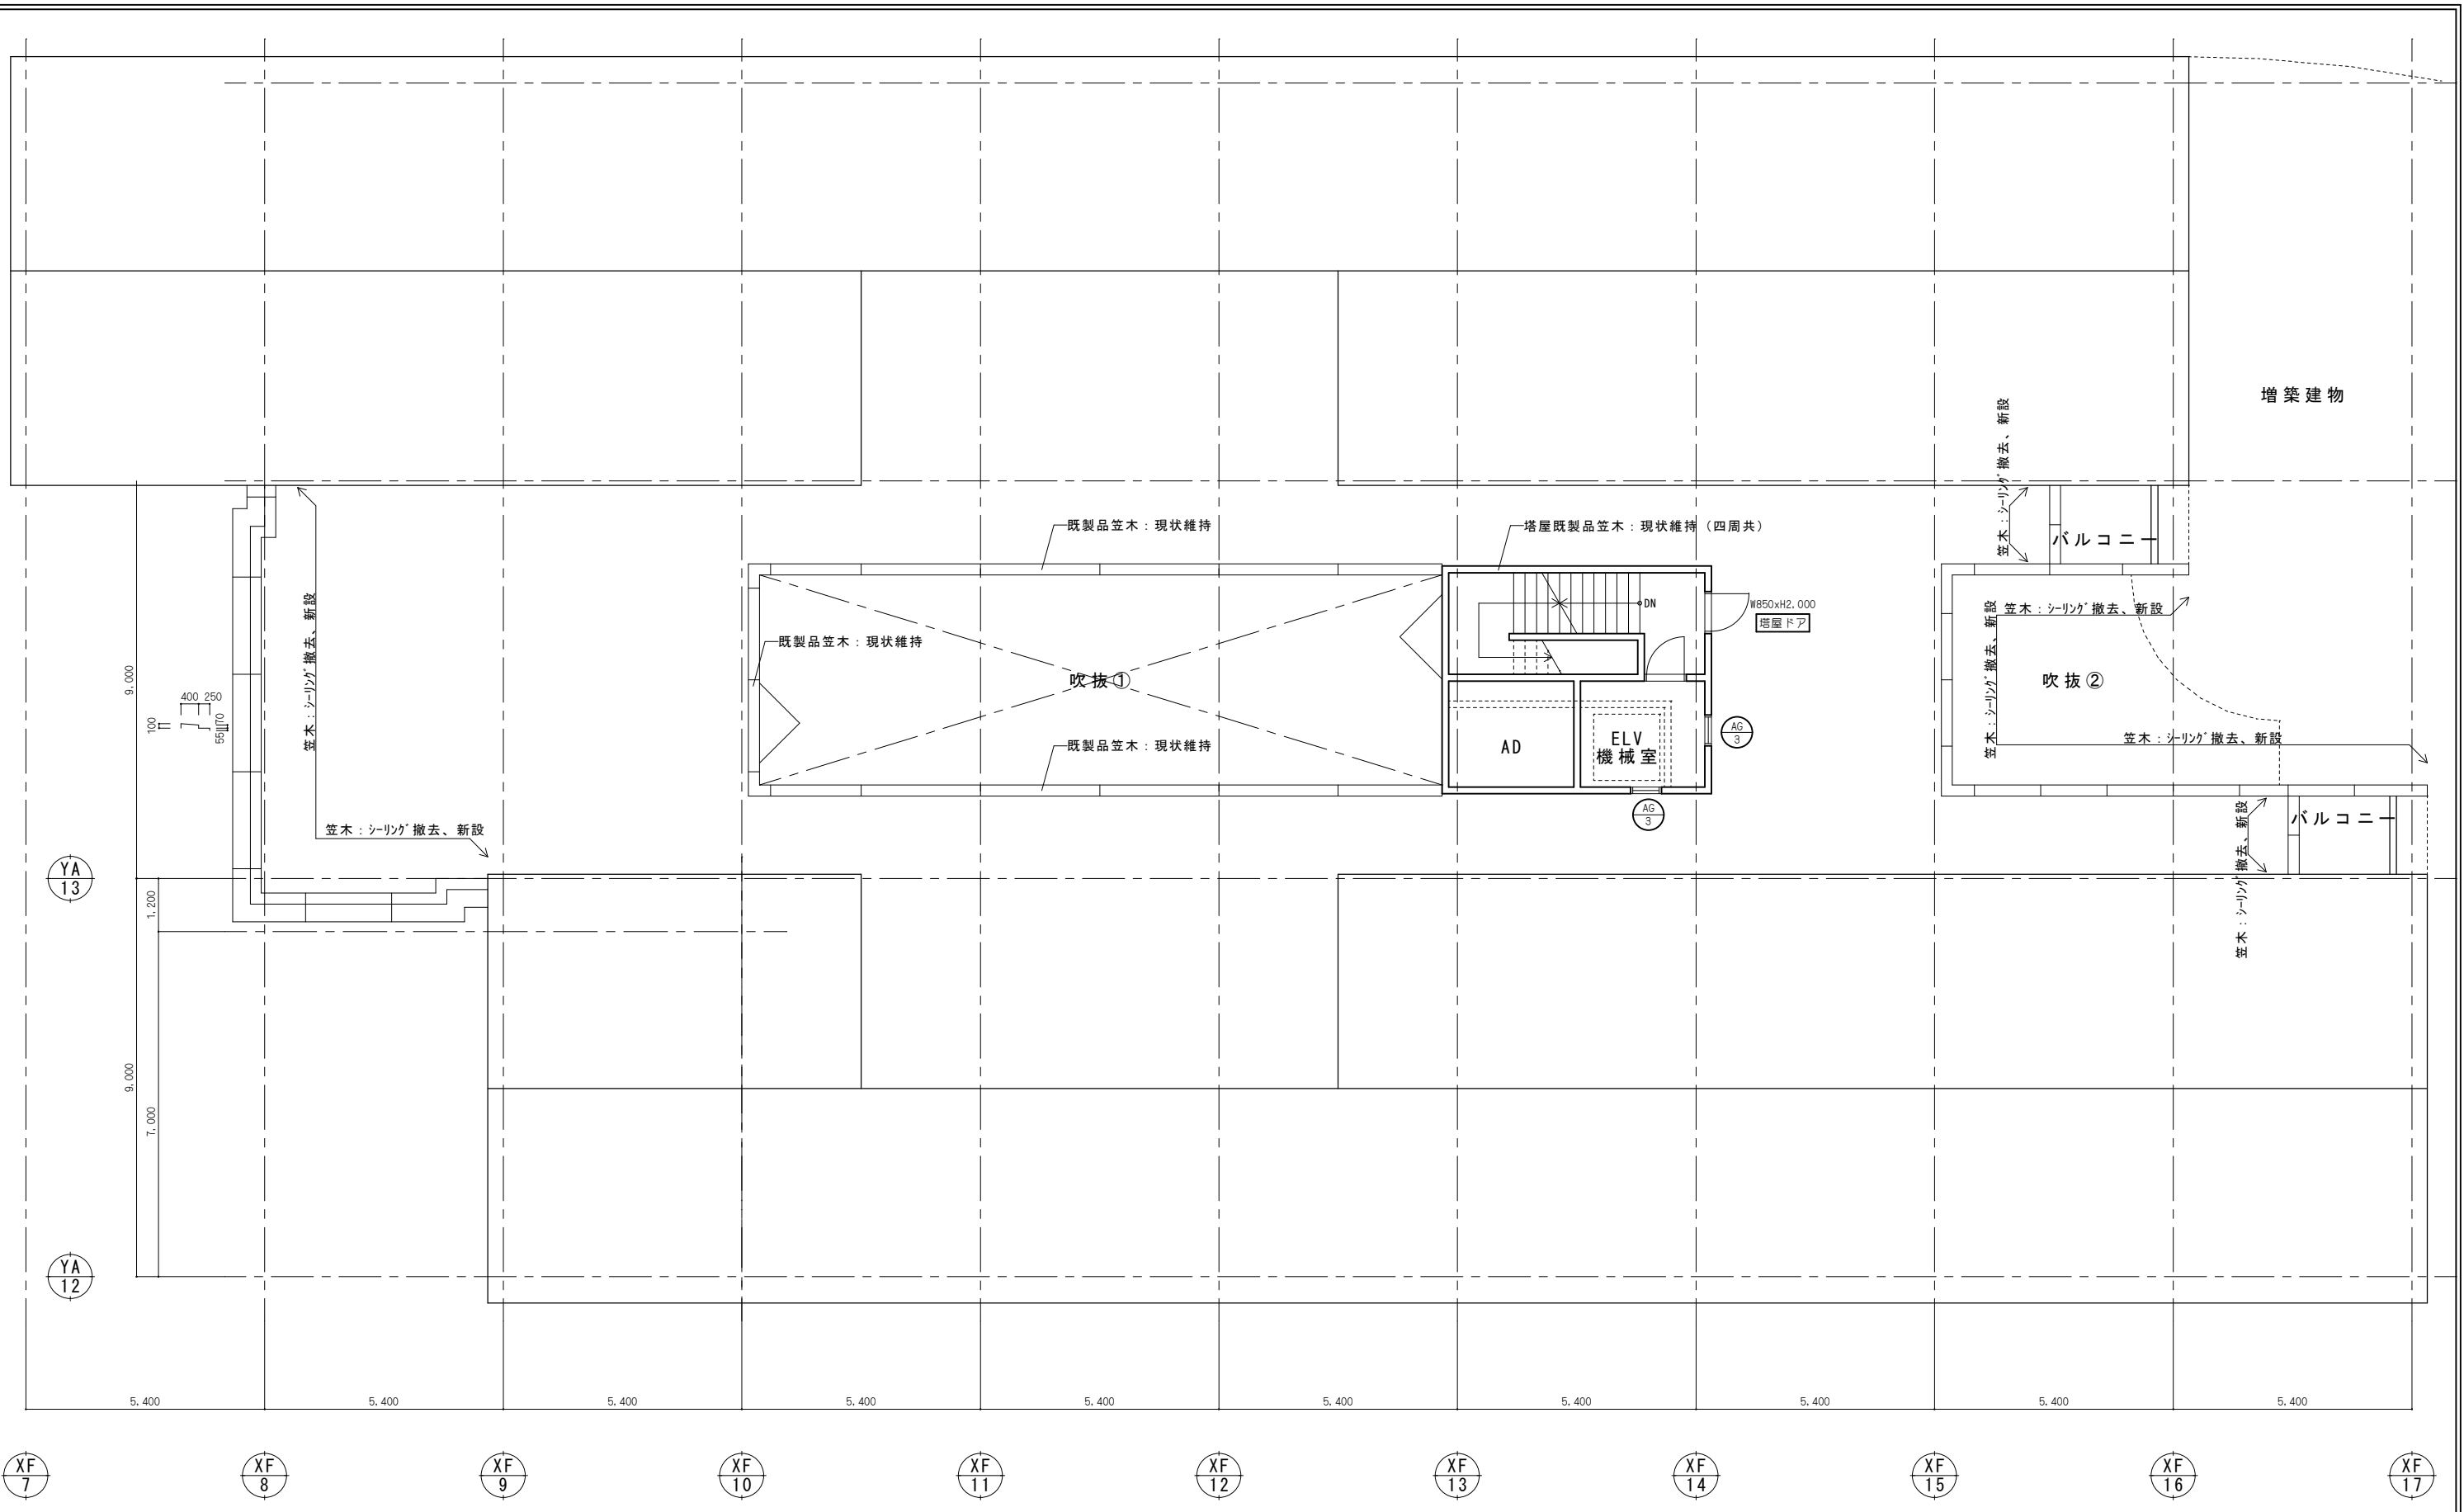 増築建物
笠木：シーリング撤去、新設
バルコニー
既製品笠木：現状維持
塔屋既製品笠木：現状維持（四周共）
笠木：シーリング撤去、新設
DN
W850xH2,000
塔屋ドア
笠木：シーリング撤去、新設
笠木：シーリング撤去、新設
既製品笠木：現状維持
吹抜①
吹抜②
9,000
400 250
100
55 70
AG
3
笠木：シーリング撤去、新設
既製品笠木：現状維持
AD
ELV
機械室
AG
3
バルコニー
笠木：シーリング撤去、新設
笠木：シーリング撤去、新設
YA
13
1,200
9,000
7,000
YA
12
5,400 5,400 5,400 5,400 5,400 5,400 5,400 5,400 5,400 5,400
XF XF XF XF XF XF XF XF XF XF XF
7 8 9 10 11 12 13 14 15 16 17